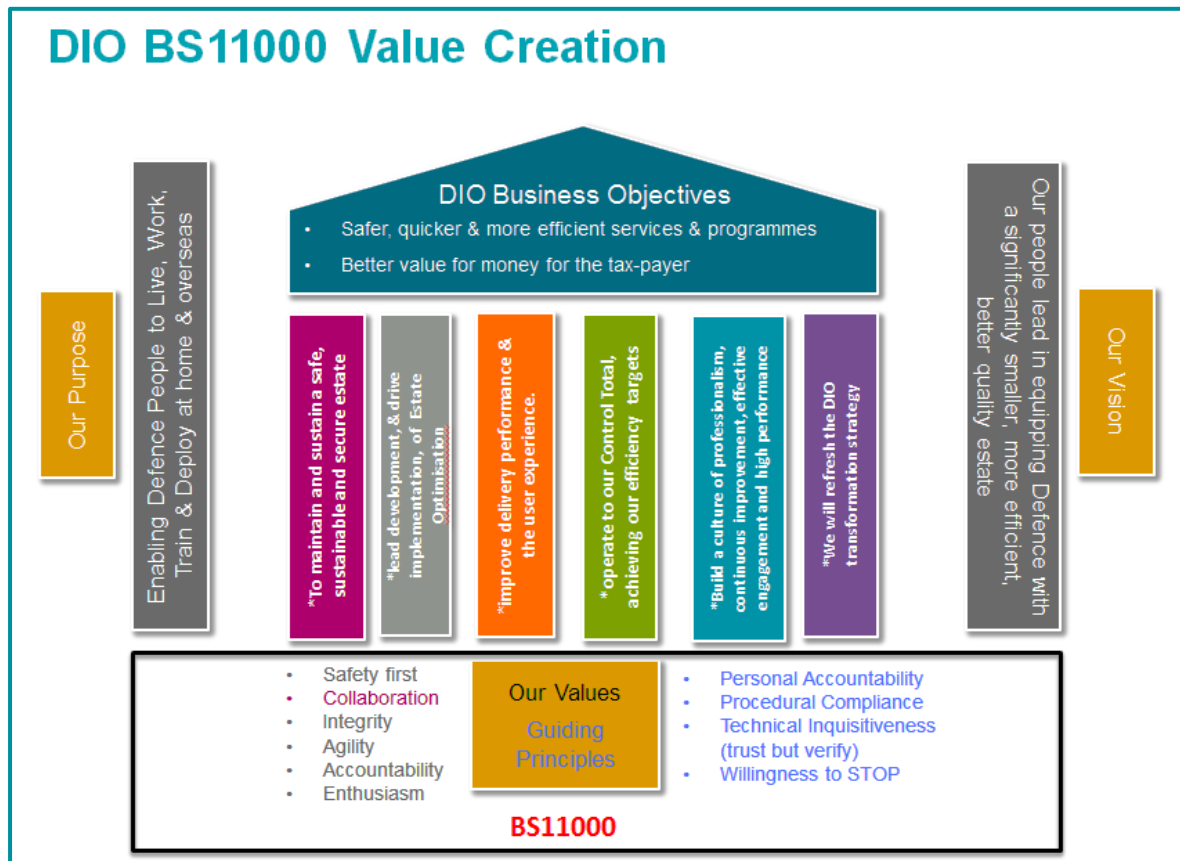 DIO BS11000 Value Creation
DIO Business Objectives
• Safer, quicker & more efficient services & programmes
• Better value for money for the tax-payer
Our Purpose
Enabling Defence People to Live, Work,
Train & Deploy at home & overseas
*To maintain and sustain a safe,
sustainable and secure estate
*lead development, & drive
implementation, of Estate
Optimisation
*improve delivery performance &
the user experience.
*operate to our Control Total,
achieving our efficiency targets
*Build a culture of professionalism,
continuous improvement, effective
engagement and high performance
*We will refresh the DIO
transformation strategy
Our people lead in equipping Defence with
a significantly smaller, more efficient,
better quality estate
Our Vision
• Safety first
• Collaboration
• Integrity
• Agility
• Accountability
• Enthusiasm
Our Values
Guiding
Principles
• Personal Accountability
• Procedural Compliance
• Technical Inquisitiveness
(trust but verify)
• Willingness to STOP
BS11000